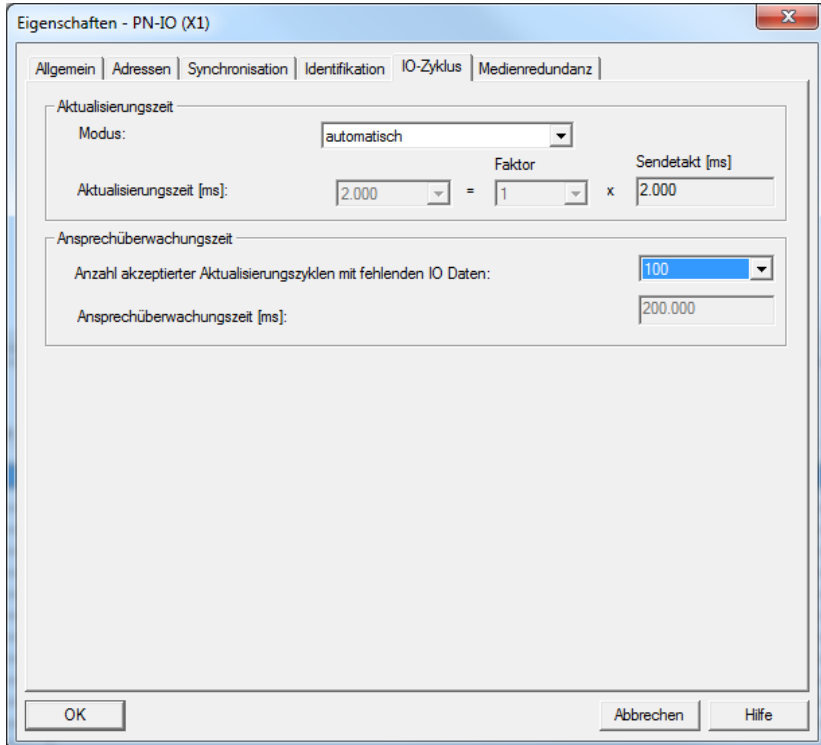 Eigenschaften - PN-IO (X1)
x
Allgemein Adressen Synchronisation Identifikation IO-Zyklus Medienredundanz
Aktualisierungszeit
Modus: automatisch
Faktor Sendetakt [ms]
Aktualisierungszeit [ms]: 2.000 = 1 x 2.000
Ansprechüberwachungszeit
Anzahl akzeptierter Aktualisierungszyklen mit fehlenden IO Daten: 100
Ansprechüberwachungszeit [ms]: 200.000
OK Abbrechen Hilfe